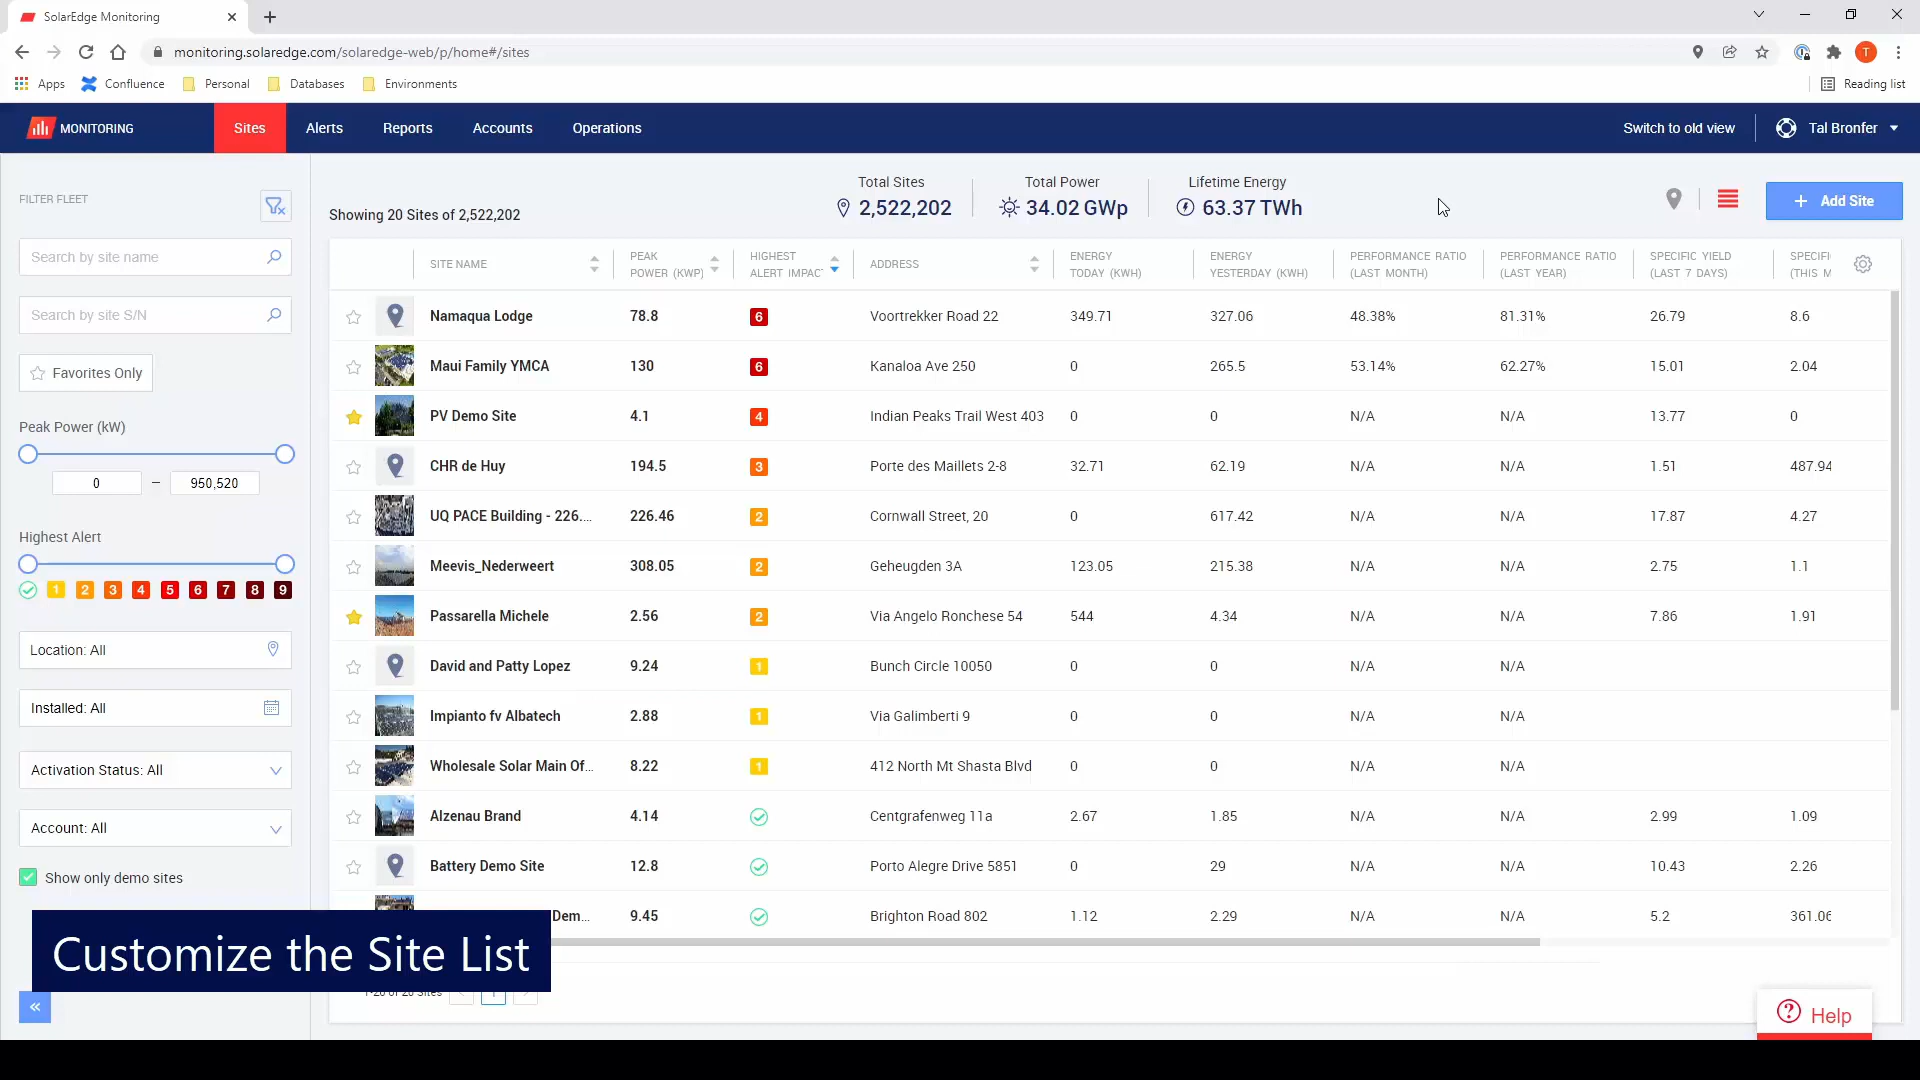 SolarEdge Monitoring
monitoring.solaredge.com/solaredge-web/p/home#/sites
T
Apps Confluence Personal Databases Environments Reading list
MONITORING Sites Alerts Reports Accounts Operations Switch to old view Tal Bronfer
FILTER FLEET
Search by site name
Search by site S/N
Favorites Only
Peak Power (kW)
0 – 950,520
Highest Alert
1 2 3 4 5 6 7 8 9
Location: All
Installed: All
Activation Status: All
Account: All
Show only demo sites
Showing 20 Sites of 2,522,202
Total Sites
2,522,202
Total Power
34.02 GWp
Lifetime Energy
63.37 TWh
+ Add Site
SITE NAME
PEAK
POWER (KWP)
HIGHEST
ALERT IMPAC
ADDRESS
ENERGY
TODAY (KWH)
ENERGY
YESTERDAY (KWH)
PERFORMANCE RATIO
(LAST MONTH)
PERFORMANCE RATIO
(LAST YEAR)
SPECIFIC YIELD
(LAST 7 DAYS)
SPECIFI
(THIS M
Namaqua Lodge 78.8 6 Voortrekker Road 22 349.71 327.06 48.38% 81.31% 26.79 8.6
Maui Family YMCA 130 6 Kanaloa Ave 250 0 265.5 53.14% 62.27% 15.01 2.04
PV Demo Site 4.1 4 Indian Peaks Trail West 403 0 0 N/A N/A 13.77 0
CHR de Huy 194.5 3 Porte des Maillets 2-8 32.71 62.19 N/A N/A 1.51 487.94
UQ PACE Building - 226.... 226.46 2 Cornwall Street, 20 0 617.42 N/A N/A 17.87 4.27
Meevis_Nederweert 308.05 2 Geheugden 3A 123.05 215.38 N/A N/A 2.75 1.1
Passarella Michele 2.56 2 Via Angelo Ronchese 54 544 4.34 N/A N/A 7.86 1.91
David and Patty Lopez 9.24 1 Bunch Circle 10050 0 0 N/A N/A
Impianto fv Albatech 2.88 1 Via Galimberti 9 0 0 N/A N/A
Wholesale Solar Main Of... 8.22 1 412 North Mt Shasta Blvd 0 0 N/A N/A
Alzenau Brand 4.14 Centgrafenweg 11a 2.67 1.85 N/A N/A 2.99 1.09
Battery Demo Site 12.8 Porto Alegre Drive 5851 0 29 N/A N/A 10.43 2.26
Dem... 9.45 Brighton Road 802 1.12 2.29 N/A N/A 5.2 361.06
Customize the Site List
1-20 of 20 Sites < 1 >
«
? Help